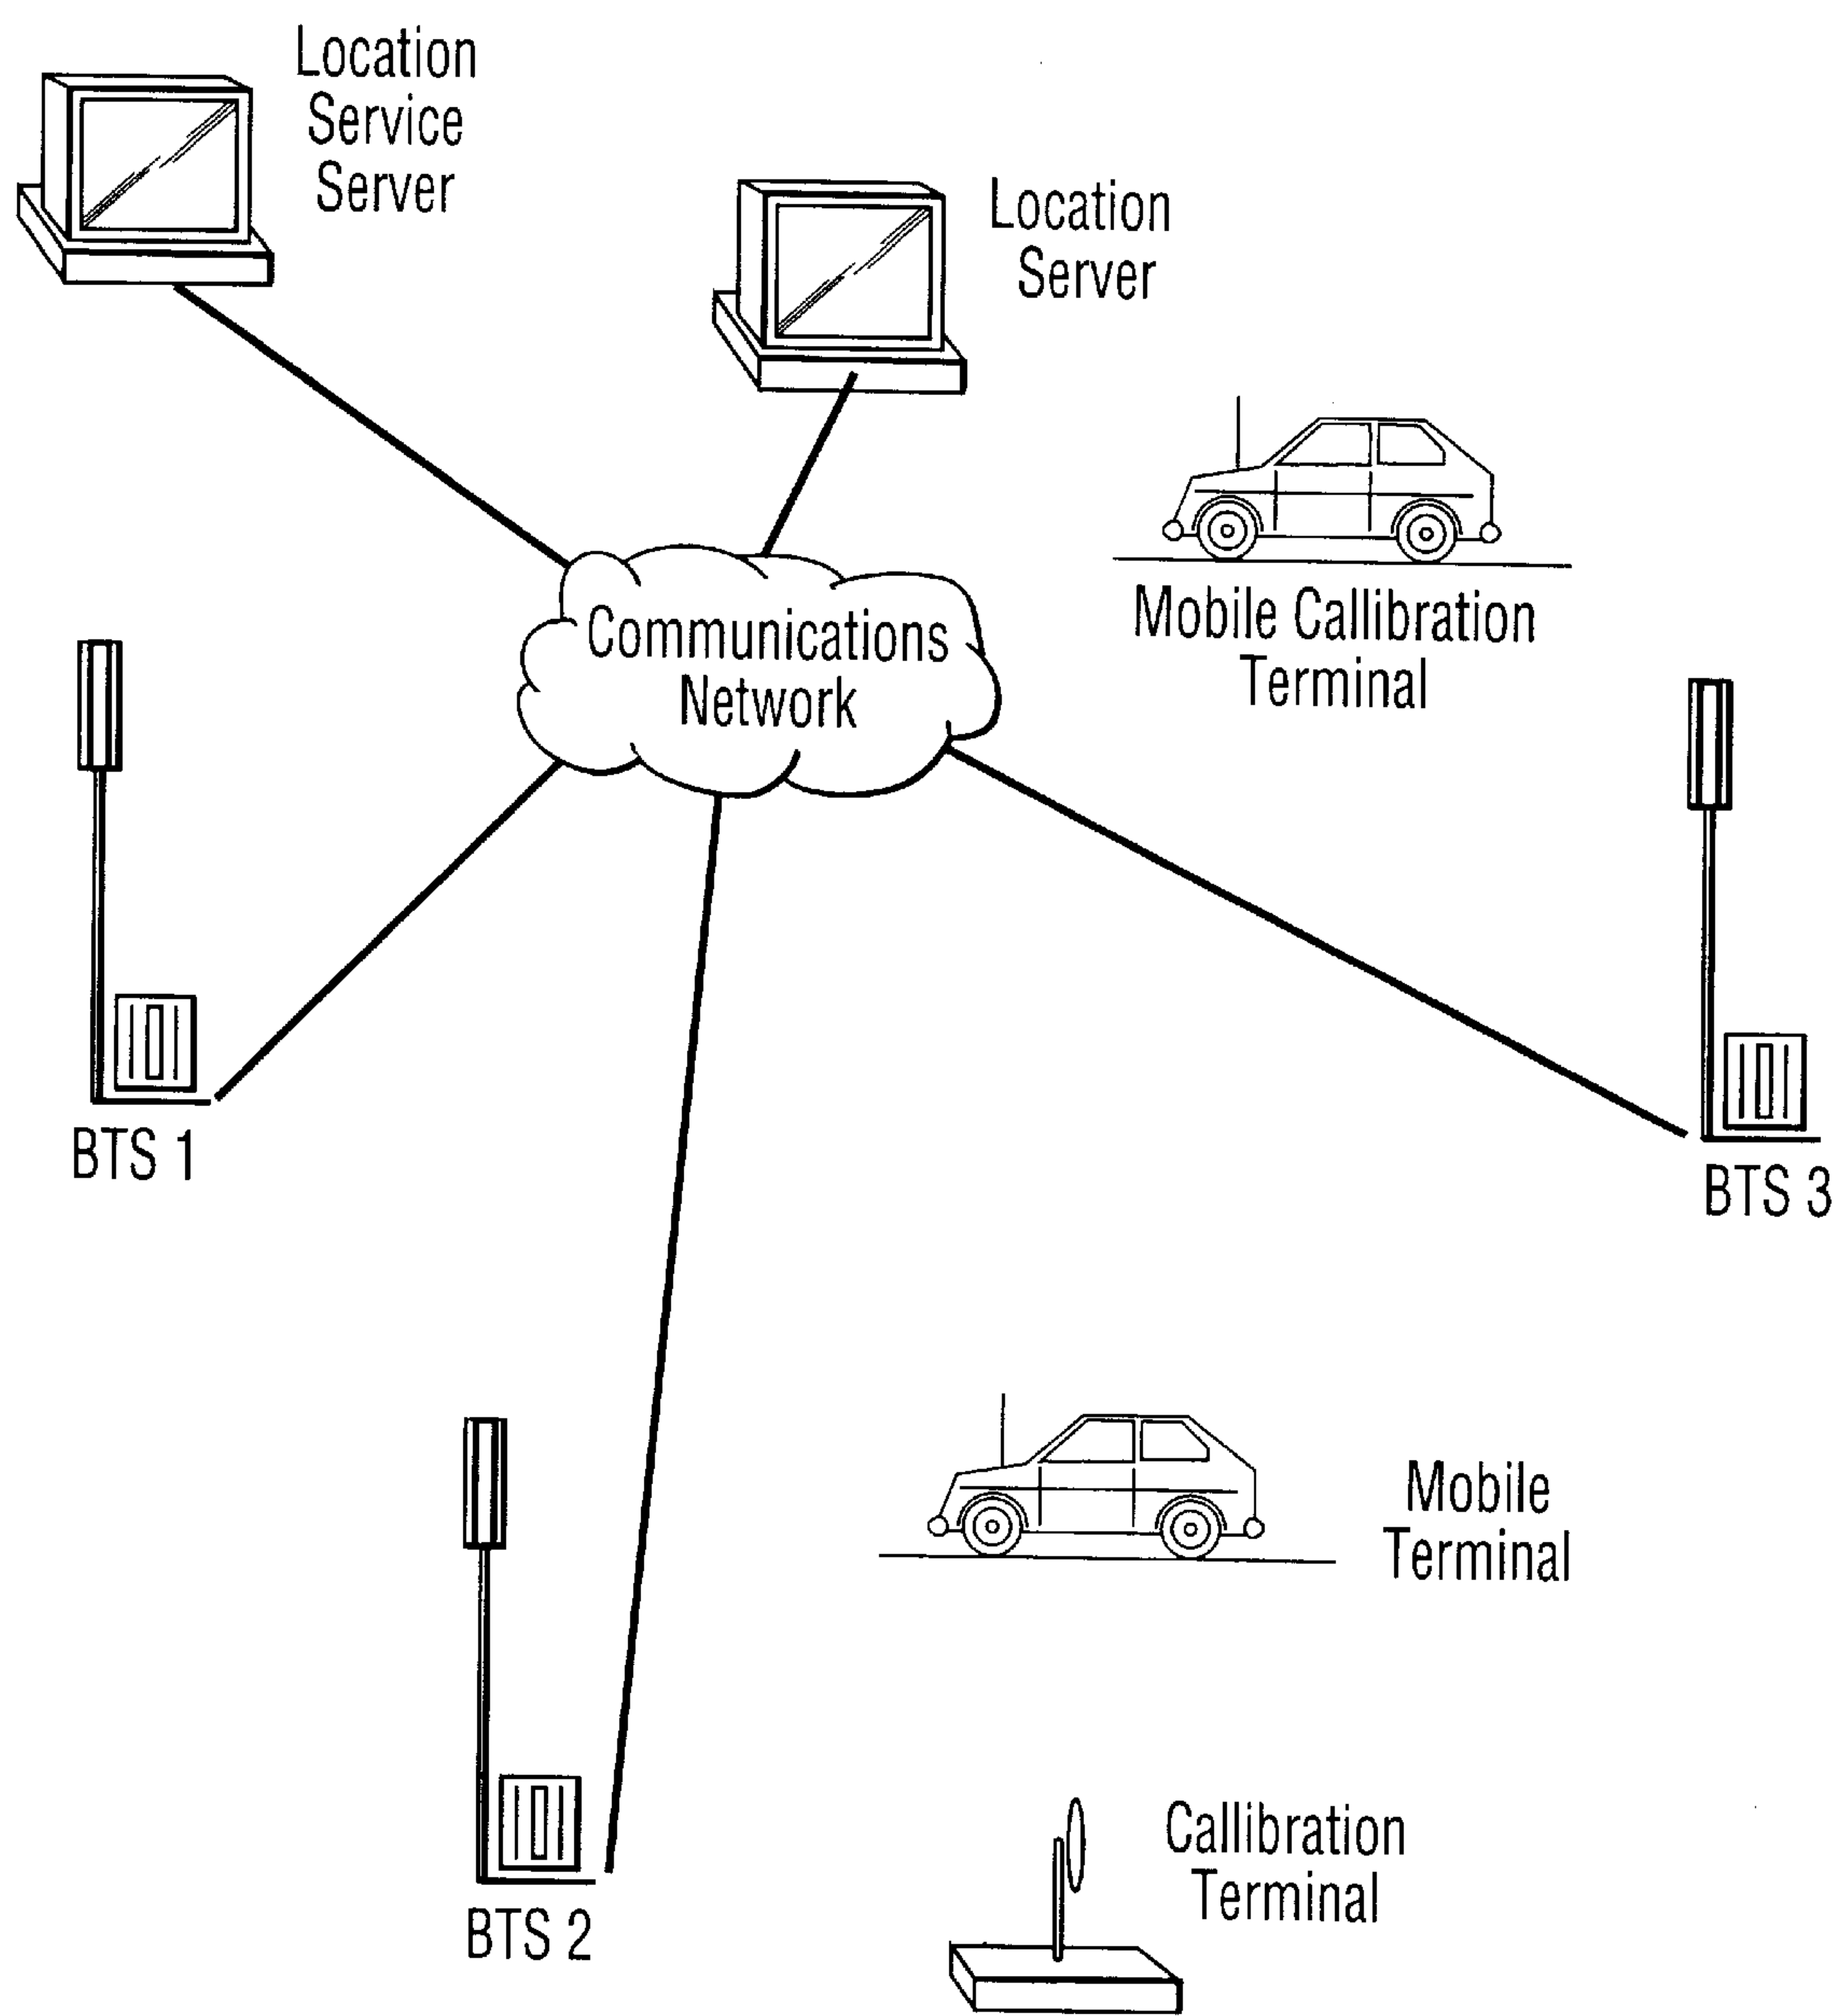 Location
Service
Server
Location
Server
Communications
Network
Mobile Callibration
Terminal
BTS 1
BTS 3
Mobile
Terminal
Callibration
Terminal
BTS 2